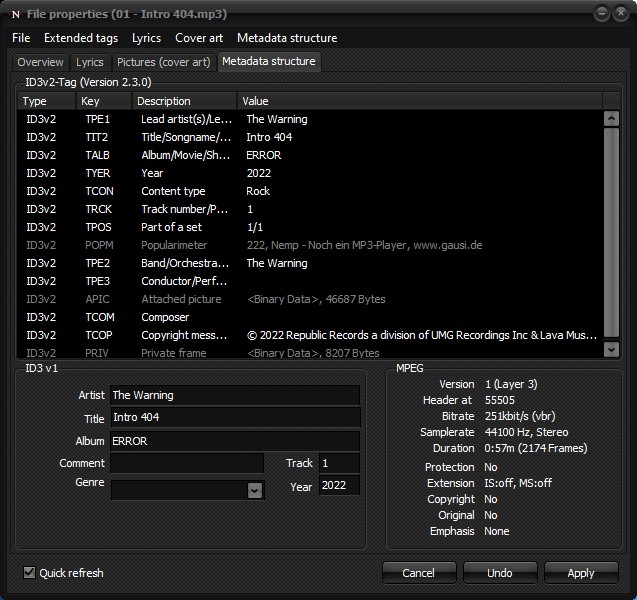 N File properties (01 - Intro 404.mp3)
File Extended tags Lyrics Cover art Metadata structure
Overview Lyrics Pictures (cover art) Metadata structure
ID3v2-Tag (Version 2.3.0)
Type Key Description Value
ID3v2 TPE1 Lead artist(s)/Le... The Warning
ID3v2 TIT2 Title/Songname/... Intro 404
ID3v2 TALB Album/Movie/Sh... ERROR
ID3v2 TYER Year 2022
ID3v2 TCON Content type Rock
ID3v2 TRCK Track number/P... 1
ID3v2 TPOS Part of a set 1/1
ID3v2 POPM Popularimeter 222, Nemp - Noch ein MP3-Player, www.gausi.de
ID3v2 TPE2 Band/Orchestra... The Warning
ID3v2 TPE3 Conductor/Perf...
ID3v2 APIC Attached picture <Binary Data>, 46687 Bytes
ID3v2 TCOM Composer
ID3v2 TCOP Copyright mess... © 2022 Republic Records a division of UMG Recordings Inc & Lava Mus...
ID3v2 PRIV Private frame <Binary Data>, 8207 Bytes
ID3 v1
Artist The Warning
Title Intro 404
Album ERROR
Comment Track 1
Genre Year 2022
MPEG
Version 1 (Layer 3)
Header at 55505
Bitrate 251kbit/s (vbr)
Samplerate 44100 Hz, Stereo
Duration 0:57m (2174 Frames)
Protection No
Extension IS:off, MS:off
Copyright No
Original No
Emphasis None
Quick refresh Cancel Undo Apply